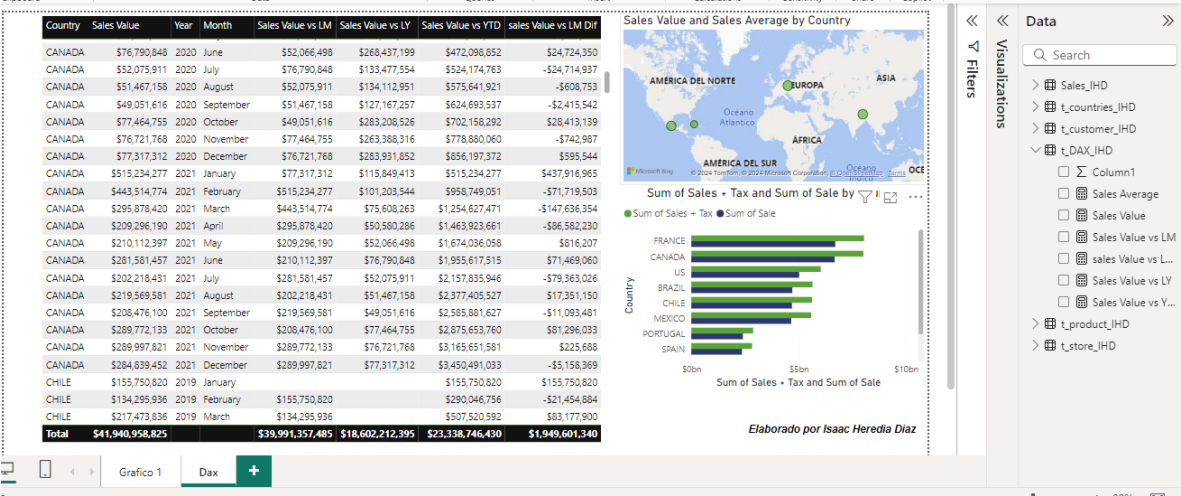 Country Sales Value Year Month Sales Value vs LM Sales Value vs LY Sales Value vs YTD sales Value vs LM Dif
CANADA $76,790,848 2020 June $52,066,498 $268,437,199 $472,098,852 $24,724,350
CANADA $52,075,911 2020 July $76,790,848 $133,477,554 $524,174,763 -$24,714,937
CANADA $51,467,158 2020 August $52,075,911 $134,112,951 $575,641,921 -$608,753
CANADA $49,051,616 2020 September $51,467,158 $127,167,257 $624,693,537 -$2,415,542
CANADA $77,464,755 2020 October $49,051,616 $283,208,526 $702,158,292 $28,413,139
CANADA $76,721,768 2020 November $77,464,755 $263,388,316 $778,880,060 -$742,987
CANADA $77,317,312 2020 December $76,721,768 $283,931,852 $856,197,372 $595,544
CANADA $515,234,277 2021 January $77,317,312 $115,849,413 $515,234,277 $437,916,965
CANADA $443,514,774 2021 February $515,234,277 $101,203,544 $958,749,051 -$71,719,503
CANADA $295,878,420 2021 March $443,514,774 $75,608,263 $1,254,627,471 -$147,636,354
CANADA $209,296,190 2021 April $295,878,420 $50,580,286 $1,463,923,661 -$86,582,230
CANADA $210,112,397 2021 May $209,296,190 $52,066,498 $1,674,036,058 $816,207
CANADA $281,581,457 2021 June $210,112,397 $76,790,848 $1,955,617,515 $71,469,060
CANADA $202,218,431 2021 July $281,581,457 $52,075,911 $2,157,835,946 -$79,363,026
CANADA $219,569,581 2021 August $202,218,431 $51,467,158 $2,377,405,527 $17,351,150
CANADA $208,476,100 2021 September $219,569,581 $49,051,616 $2,585,881,627 -$11,093,481
CANADA $289,772,133 2021 October $208,476,100 $77,464,755 $2,875,653,760 $81,296,033
CANADA $289,997,821 2021 November $289,772,133 $76,721,768 $3,165,651,581 $225,688
CANADA $284,839,452 2021 December $289,997,821 $77,317,312 $3,450,491,033 -$5,158,369
CHILE $155,750,820 2019 January $155,750,820 $155,750,820
CHILE $134,295,936 2019 February $155,750,820 $290,046,756 -$21,454,884
CHILE $217,473,836 2019 March $134,295,936 $507,520,592 $83,177,900
Total $41,940,958,825 $39,991,357,485 $18,602,212,395 $23,338,746,430 $1,949,601,340
Sales Value and Sales Average by Country
AMÉRICA DEL NORTE
EUROPA
ASIA
Océano
Atlántico
ÁFRICA
AMÉRICA DEL SUR
Océano
Índico
OCE
Microsoft Bing
© 2024 TomTom, © 2024 Microsoft Corporation, © OpenStreetMap Terms
Sum of Sales + Tax and Sum of Sale by
Sum of Sales + Tax Sum of Sale
Country
FRANCE
CANADA
US
BRAZIL
CHILE
MEXICO
PORTUGAL
SPAIN
$0bn $5bn $10bn
Sum of Sales + Tax and Sum of Sale
Elaborado por Isaac Heredia Diaz
Filters
Visualizations
Data
Search
Sales_IHD
t_countries_IHD
t_customer_IHD
t_DAX_IHD
Column1
Sales Average
Sales Value
Sales Value vs LM
sales Value vs L...
Sales Value vs LY
Sales Value vs Y...
t_product_IHD
t_store_IHD
Grafico 1
Dax